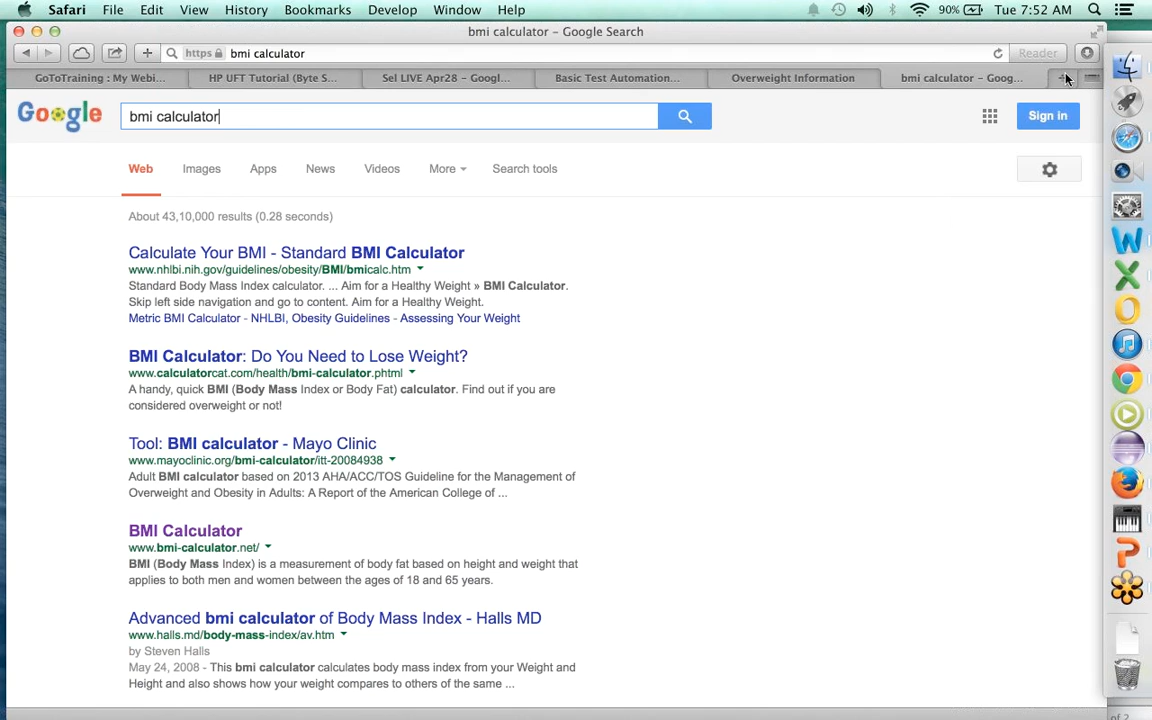 Safari File Edit View History Bookmarks Develop Window Help 90% Tue 7:52 AM
bmi calculator – Google Search
https bmi calculator Reader
GoToTraining : My Webi... HP UFT Tutorial (Byte S... Sel LIVE Apr28 – Googl... Basic Test Automation... Overweight Information bmi calculator – Goog...
Google bmi calculator Sign in
Web Images Apps News Videos More Search tools
About 43,10,000 results (0.28 seconds)
Calculate Your BMI - Standard BMI Calculator
www.nhlbi.nih.gov/guidelines/obesity/BMI/bmicalc.htm
Standard Body Mass Index calculator. ... Aim for a Healthy Weight » BMI Calculator.
Skip left side navigation and go to content. Aim for a Healthy Weight.
Metric BMI Calculator - NHLBI, Obesity Guidelines - Assessing Your Weight
BMI Calculator: Do You Need to Lose Weight?
www.calculatorcat.com/health/bmi-calculator.phtml
A handy, quick BMI (Body Mass Index or Body Fat) calculator. Find out if you are
considered overweight or not!
Tool: BMI calculator - Mayo Clinic
www.mayoclinic.org/bmi-calculator/itt-20084938
Adult BMI calculator based on 2013 AHA/ACC/TOS Guideline for the Management of
Overweight and Obesity in Adults: A Report of the American College of ...
BMI Calculator
www.bmi-calculator.net/
BMI (Body Mass Index) is a measurement of body fat based on height and weight that
applies to both men and women between the ages of 18 and 65 years.
Advanced bmi calculator of Body Mass Index - Halls MD
www.halls.md/body-mass-index/av.htm
by Steven Halls
May 24, 2008 - This bmi calculator calculates body mass index from your Weight and
Height and also shows how your weight compares to others of the same ...
of 2